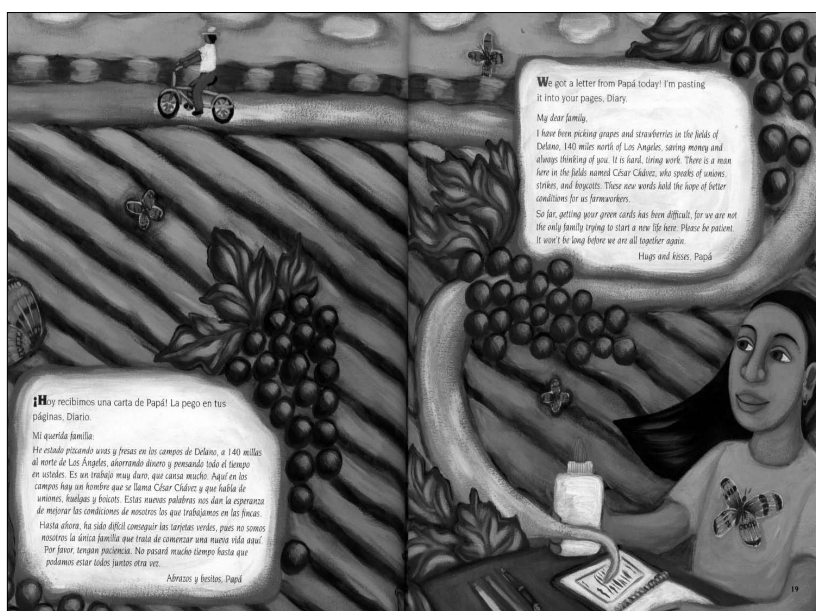 ¡Hoy recibimos una carta de Papá! La pego en tus
páginas, Diario.
Mi querida familia:
He estado pizcando uvas y fresas en los campos de Delano, a 140 millas
al norte de Los Ángeles, ahorrando dinero y pensando todo el tiempo
en ustedes. Es un trabajo muy duro, que cansa mucho. Aquí en los
campos hay un hombre que se llama César Chávez y que habla de
uniones, huelgas y boicots. Estas nuevas palabras nos dan la esperanza
de mejorar las condiciones de nosotros los que trabajamos en las fincas.
Hasta ahora, ha sido difícil conseguir las tarjetas verdes, pues no somos
nosotros la única familia que trata de comenzar una nueva vida aquí.
Por favor, tengan paciencia. No pasará mucho tiempo hasta que
podamos estar todos juntos otra vez.
Abrazos y besitos, Papá
We got a letter from Papá today! I'm pasting
it into your pages, Diary.
My dear family,
I have been picking grapes and strawberries in the fields of
Delano, 140 miles north of Los Angeles, saving money and
always thinking of you. It is hard, tiring work. There is a man
here in the fields named César Chávez, who speaks of unions,
strikes, and boycotts. These new words hold the hope of better
conditions for us farmworkers.
So far, getting your green cards has been difficult, for we are not
the only family trying to start a new life here. Please be patient.
It won't be long before we are all together again.
Hugs and kisses, Papá
19